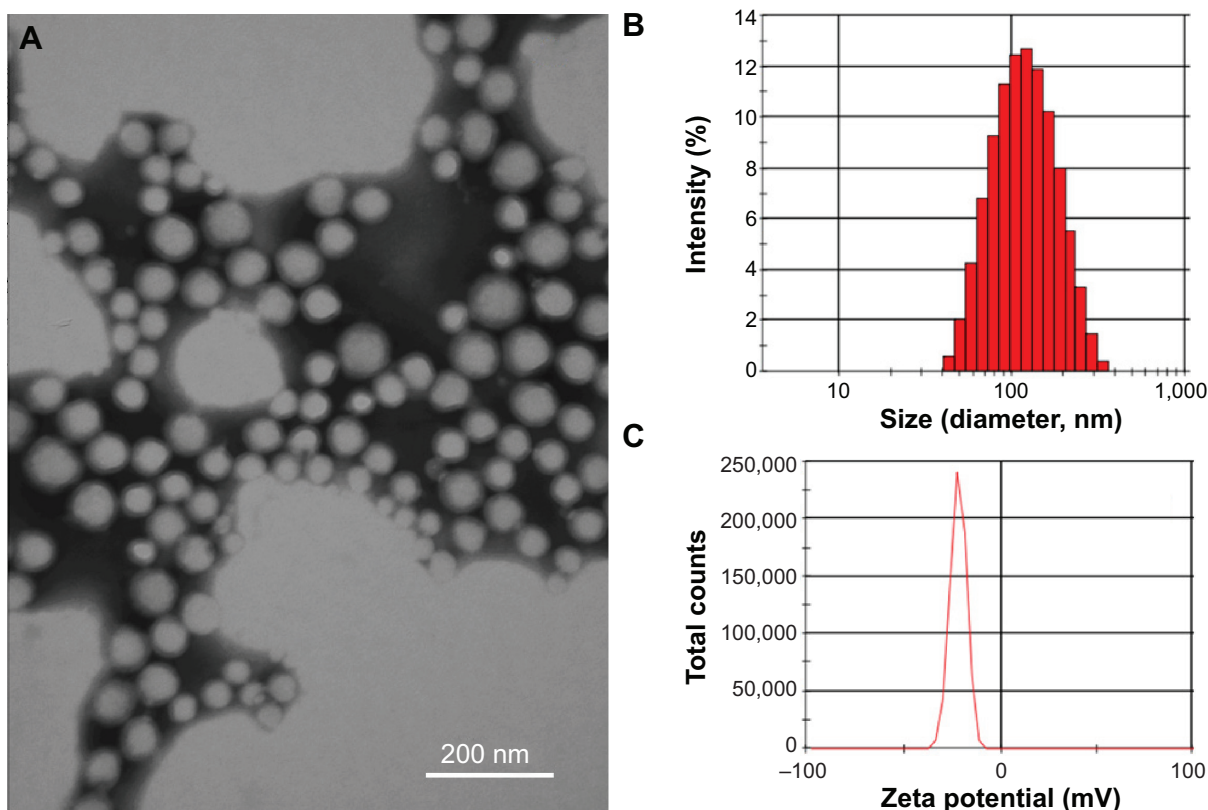 A
200 nm
B
14
12
10
8
6
4
2
0
Intensity (%)
10
100
1,000
Size (diameter, nm)
C
250,000
200,000
150,000
100,000
50,000
0
Total counts
–100
0
100
Zeta potential (mV)